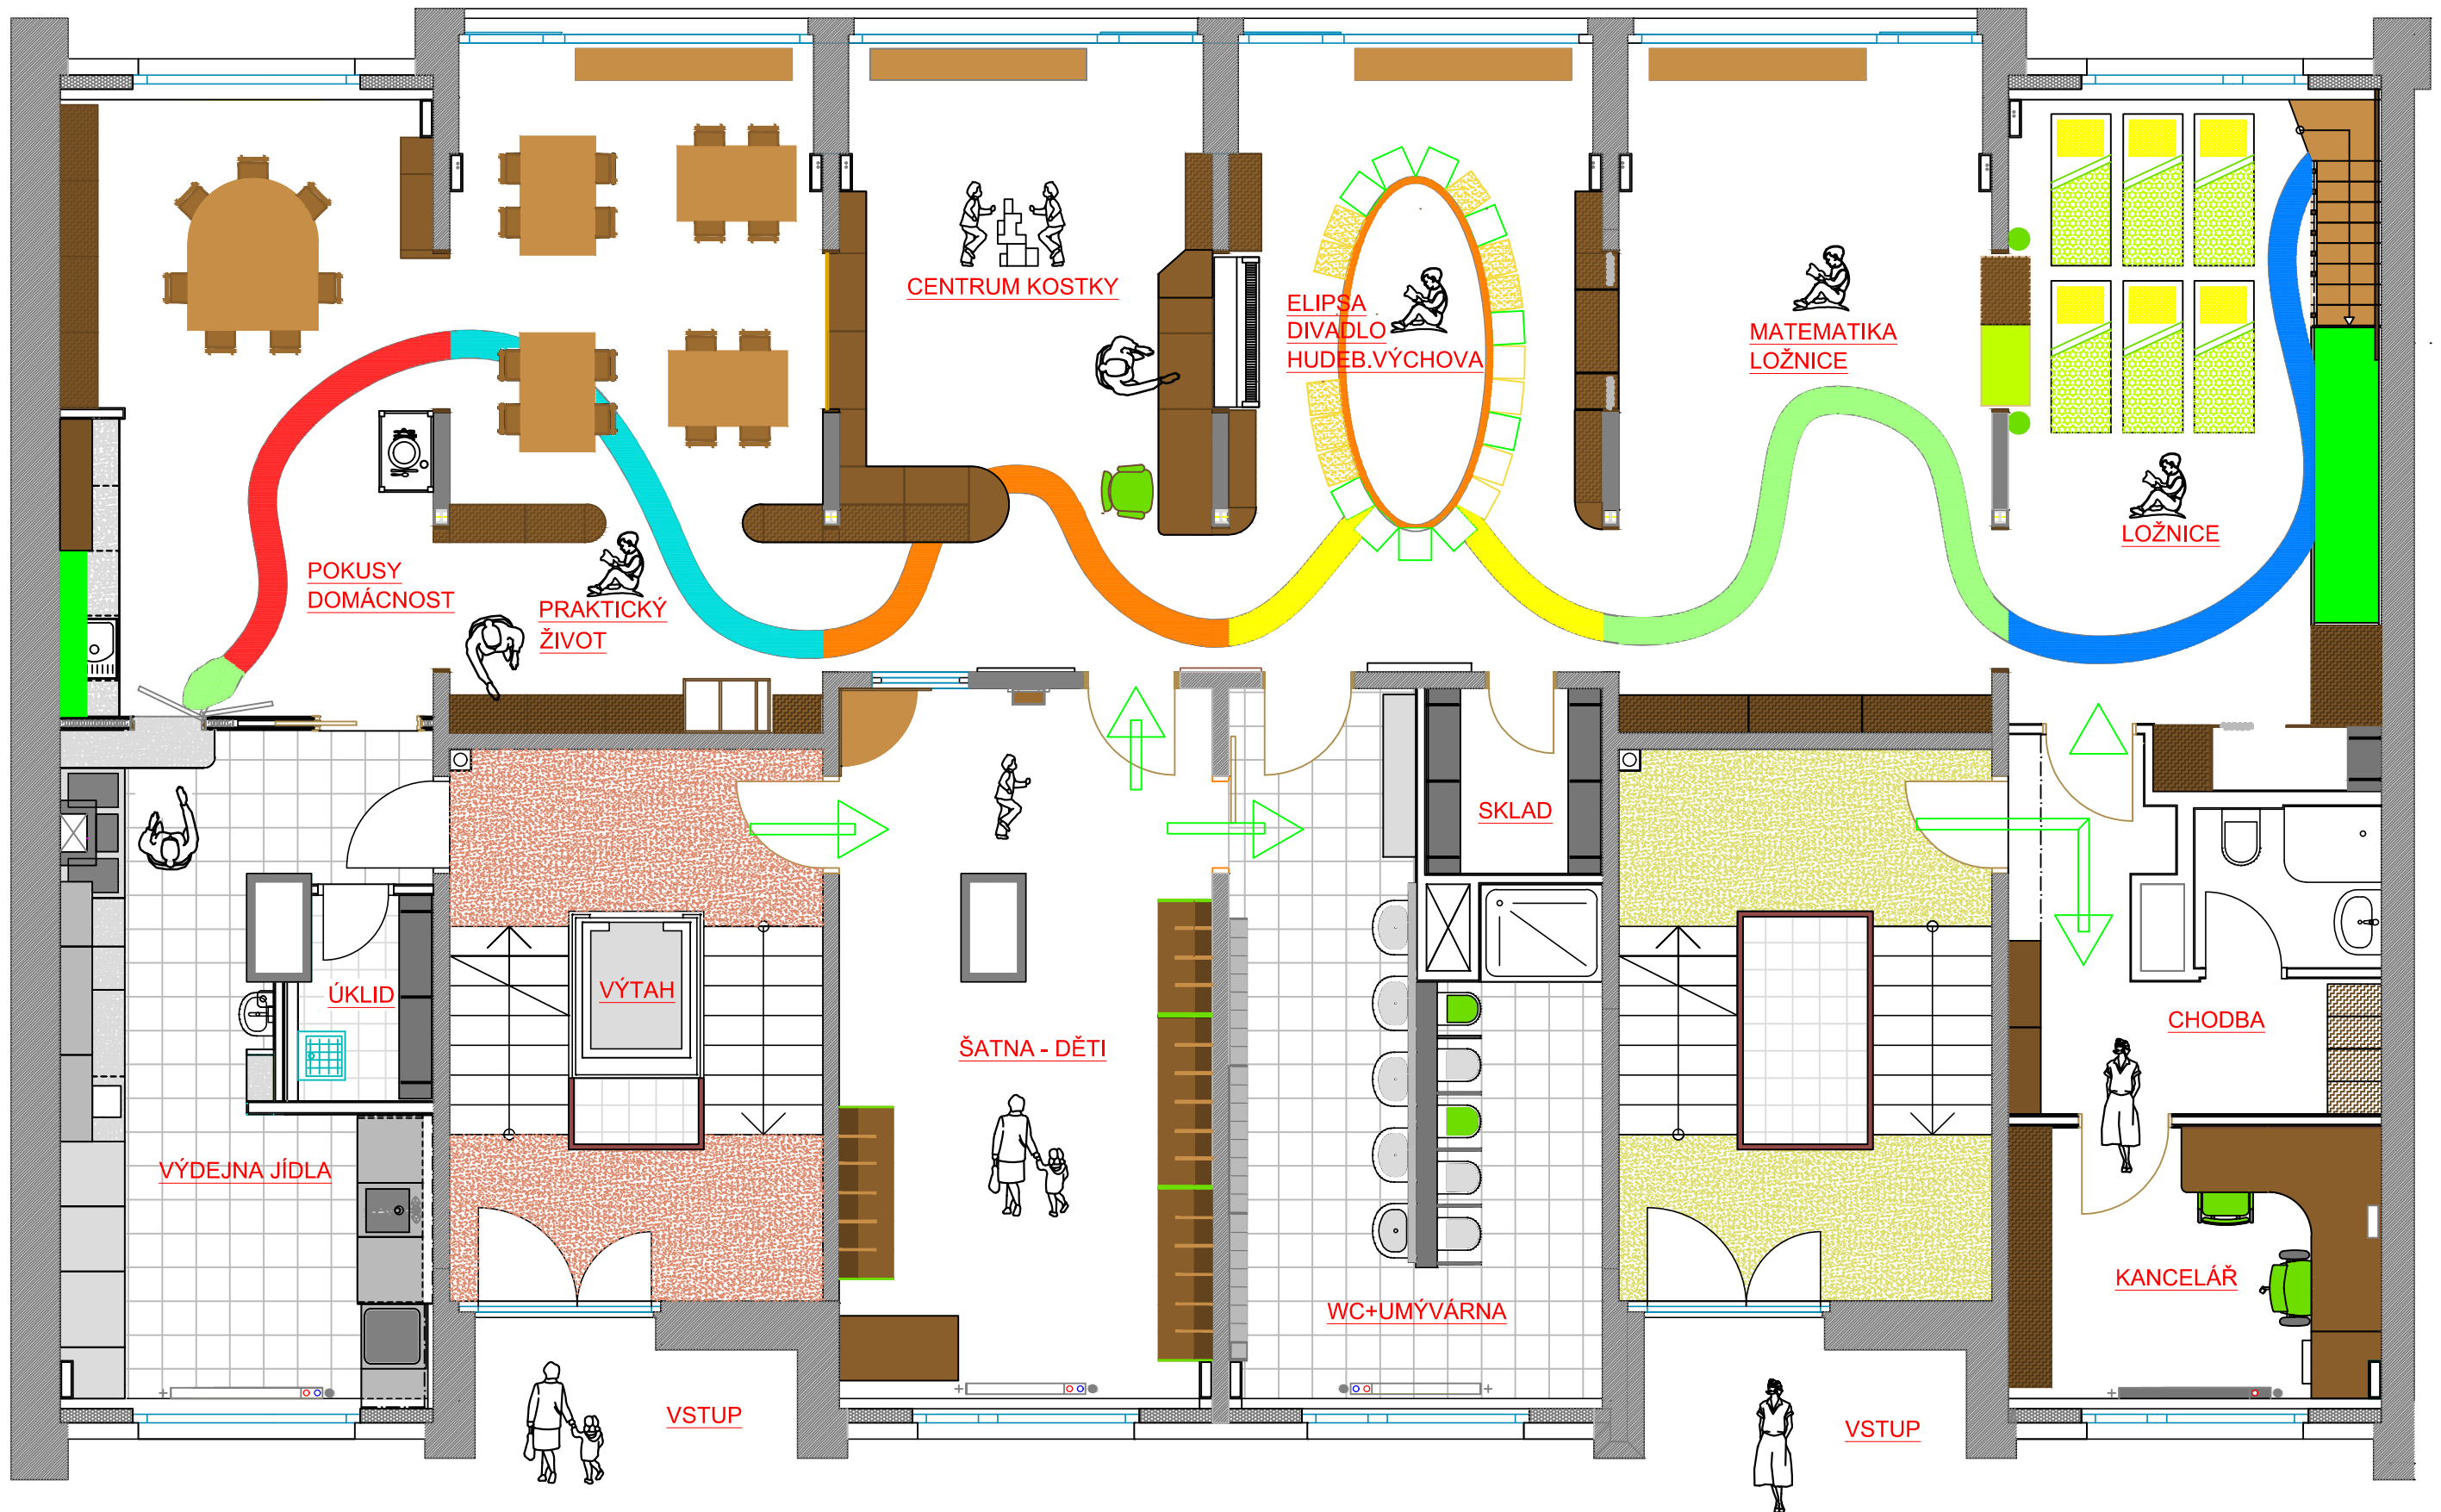 CENTRUM KOSTKY
ELIPSA
DIVADLO
HUDEB.VÝCHOVA
MATEMATIKA
LOŽNICE
LOŽNICE
POKUSY
DOMÁCNOST
PRAKTICKÝ
ŽIVOT
SKLAD
ÚKLID
VÝTAH
ŠATNA - DĚTI
CHODBA
VÝDEJNA JÍDLA
WC+UMÝVÁRNA
KANCELÁŘ
VSTUP
VSTUP